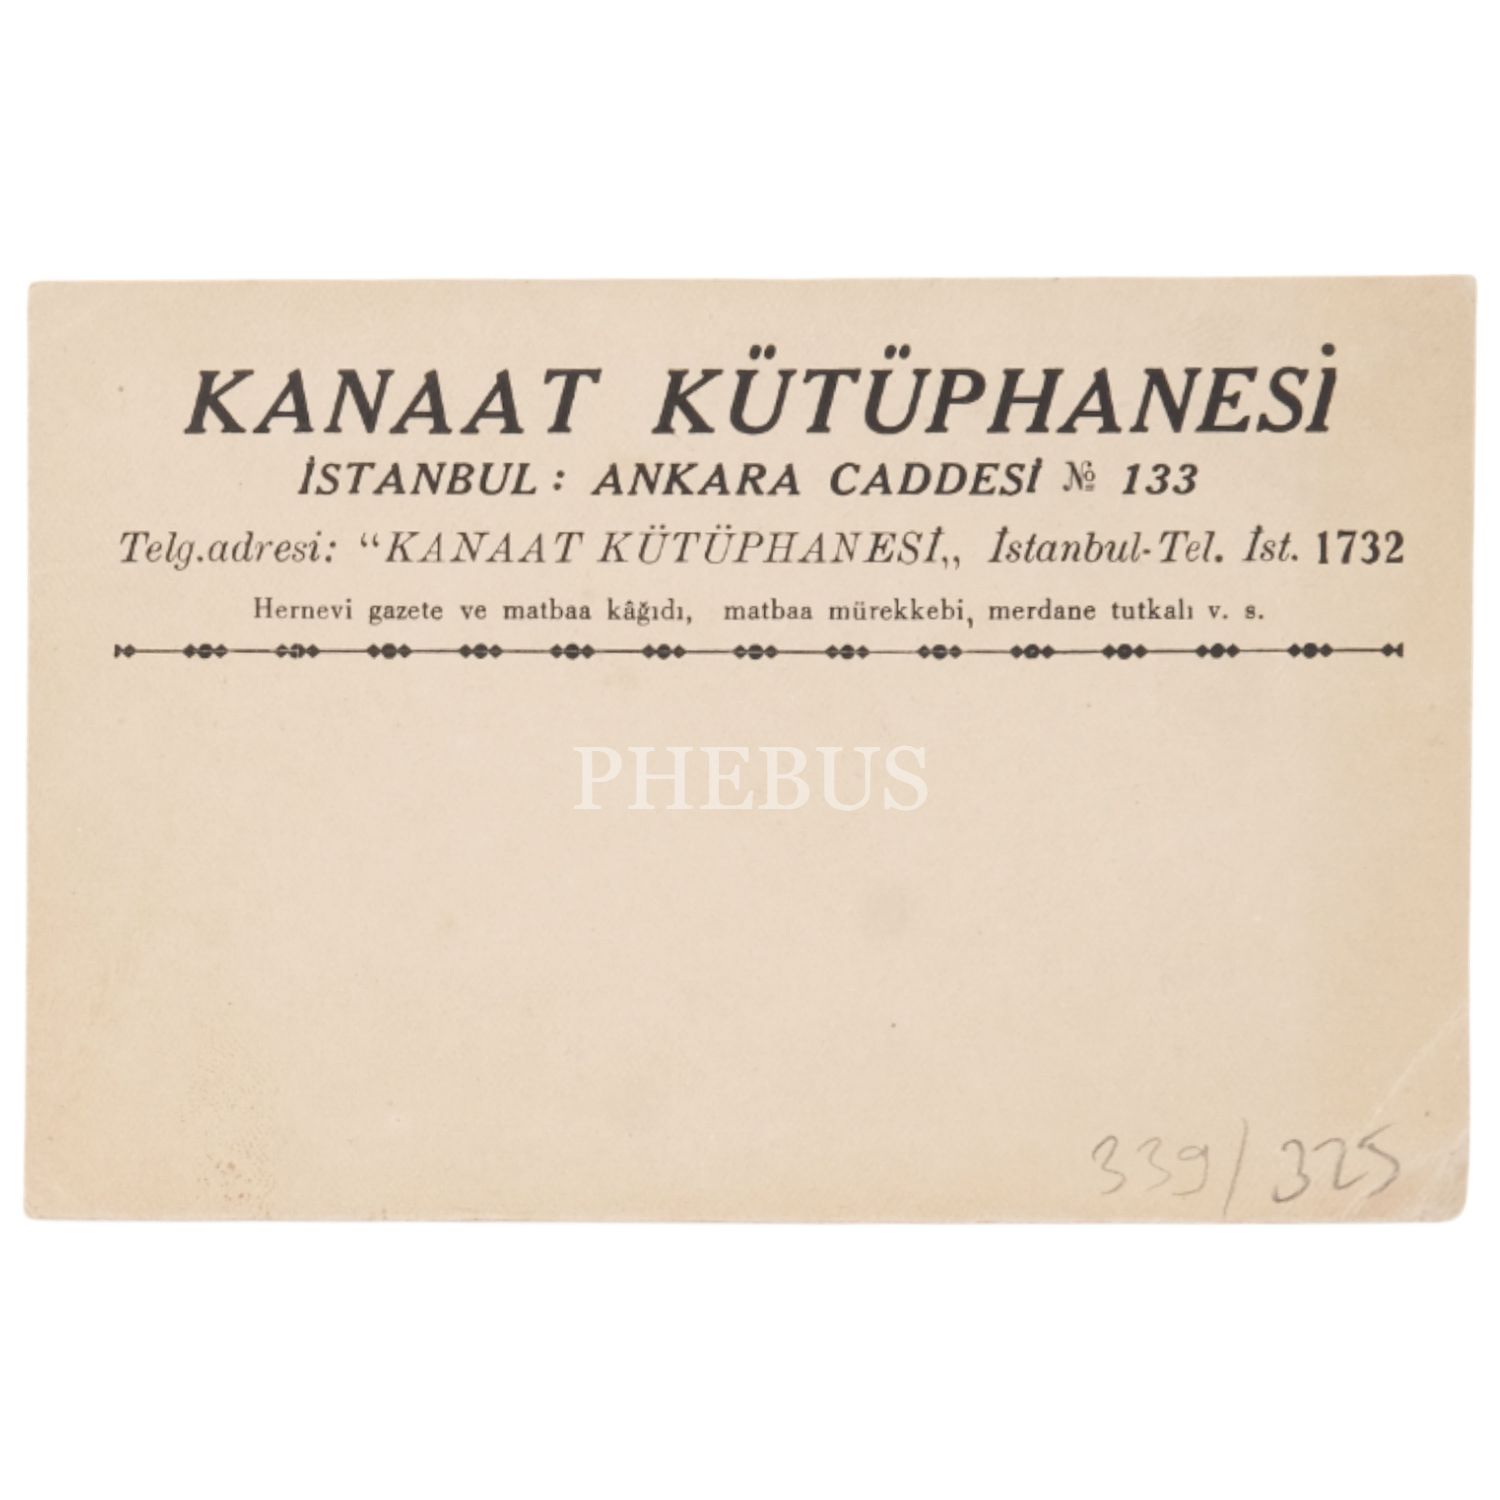 KANAAT KÜTÜPHANESİ
İSTANBUL: ANKARA CADDESİ № 133
Telg.adresi: “KANAAT KÜTÜPHANESİ„ İstanbul-Tel. İst. 1732
Hernevi gazete ve matbaa kâğıdı, matbaa mürekkebi, merdane tutkalı v. s.
PHEBUS
339/325